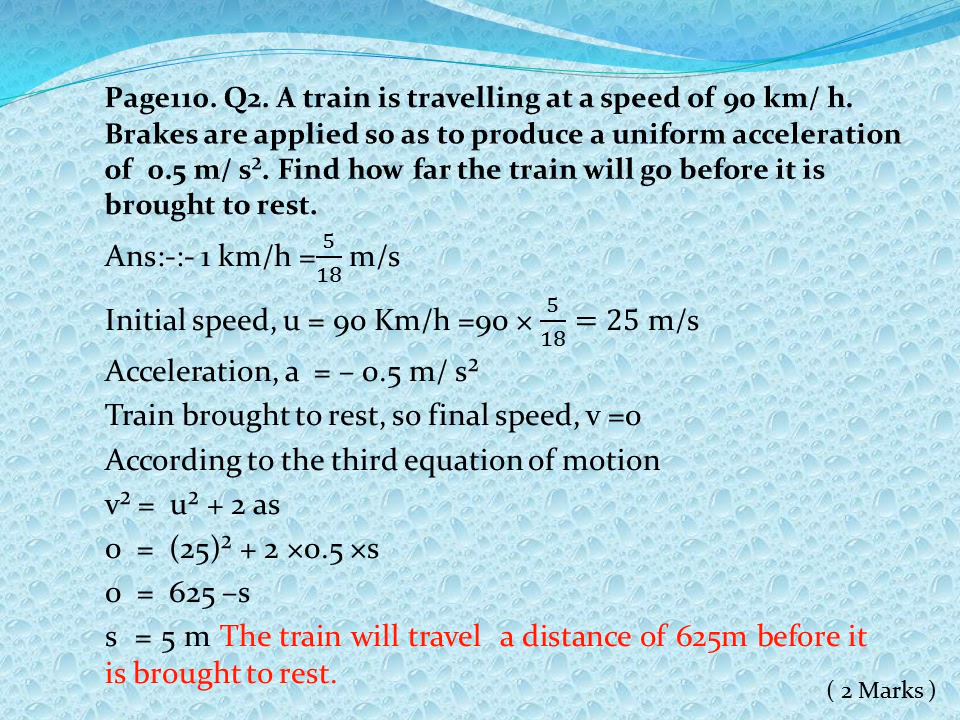 Page110. Q2. A train is travelling at a speed of 90 km/ h.
Brakes are applied so as to produce a uniform acceleration
of 0.5 m/ s². Find how far the train will go before it is
brought to rest.
Ans:-:- 1 km/h =5/18 m/s
Initial speed, u = 90 Km/h =90 × 5/18 = 25 m/s
Acceleration, a = – 0.5 m/ s²
Train brought to rest, so final speed, v =0
According to the third equation of motion
v² = u² + 2 as
0 = (25)² + 2 ×0.5 ×s
0 = 625 –s
s = 5 m The train will travel a distance of 625m before it
is brought to rest.
( 2 Marks )